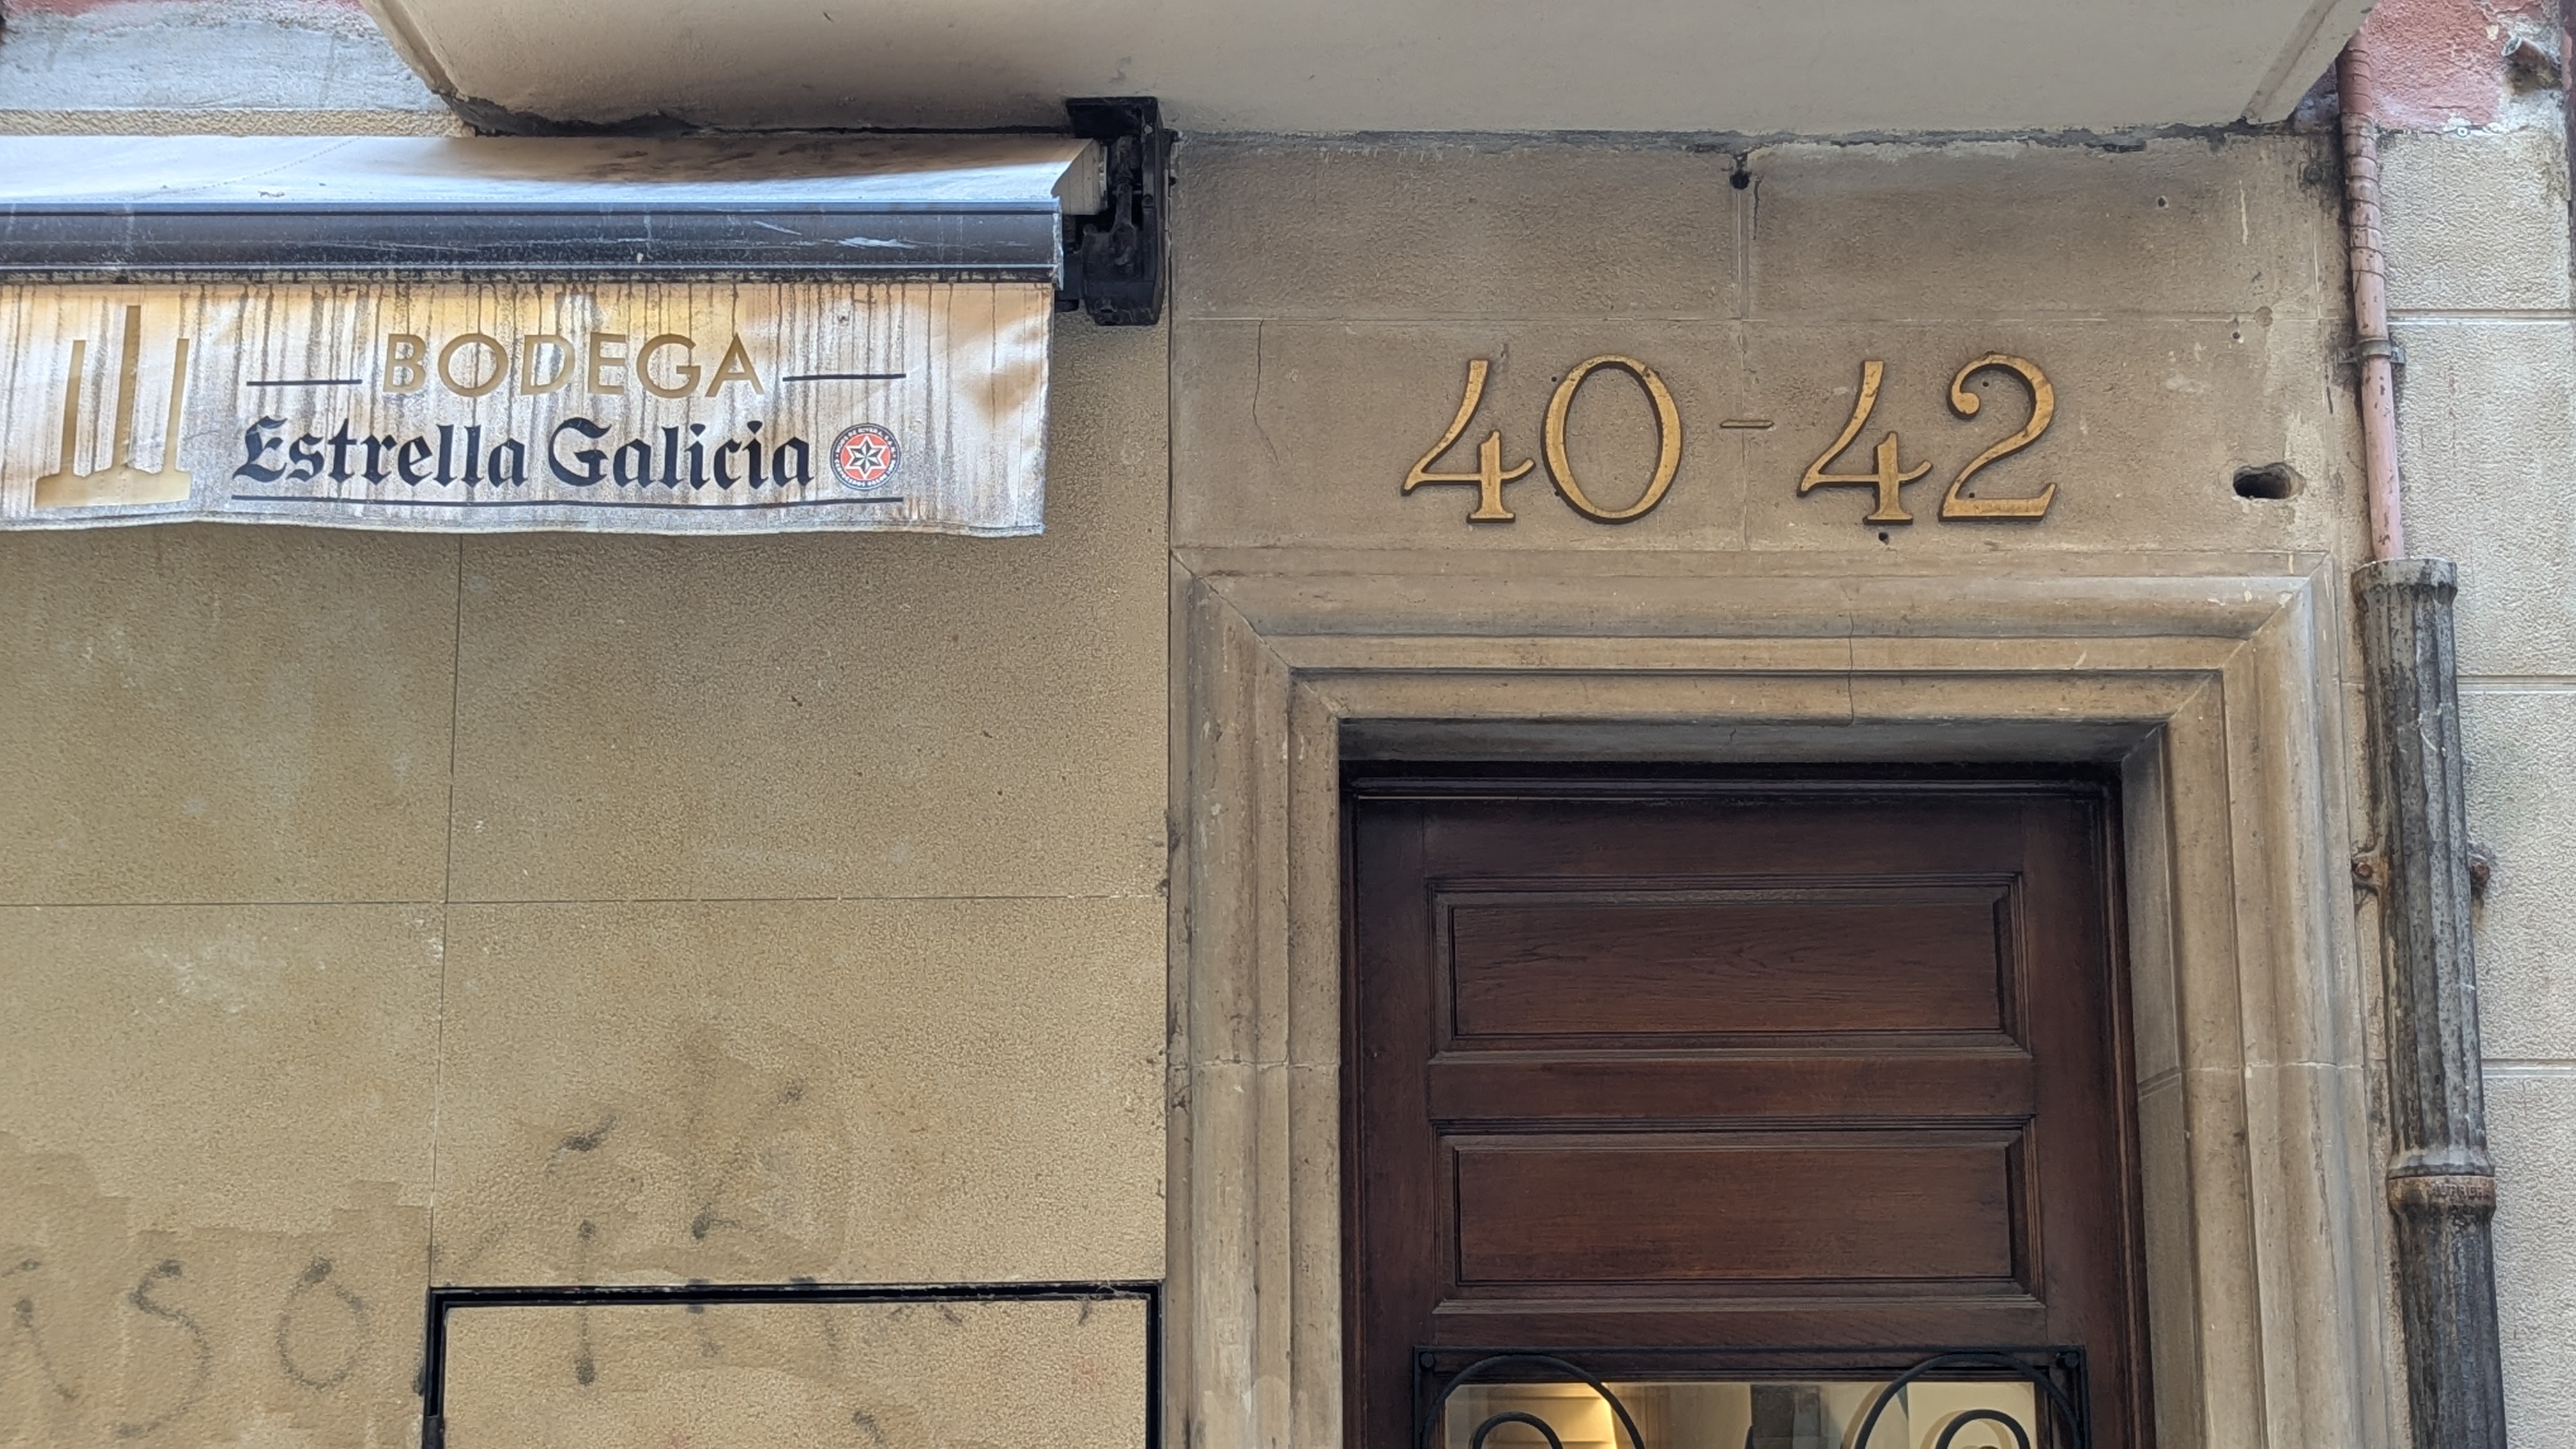 BODEGA
Estrella Galicia
40-42